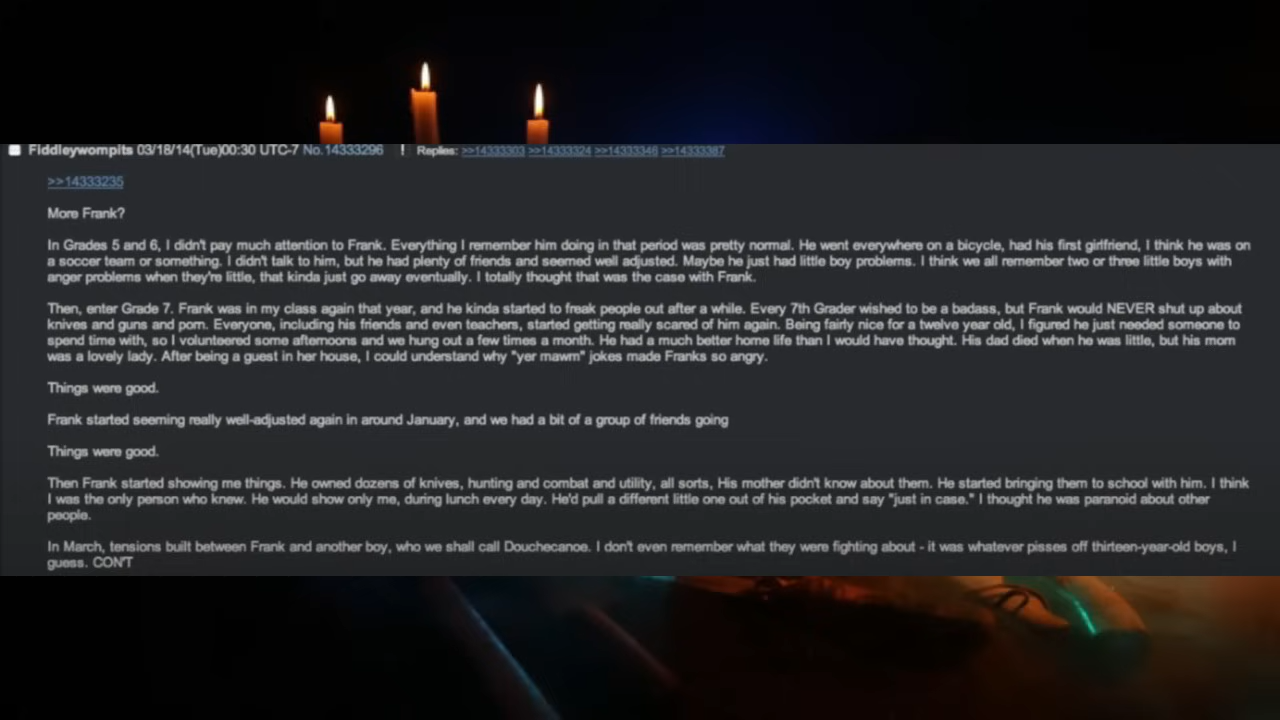 Fiddleywompits 03/18/14(Tue)00:30 UTC-7 No.14333296 ! Replies: >>14333303 >>14333324 >>14333346 >>14333387
>>14333235
More Frank?
In Grades 5 and 6, I didn't pay much attention to Frank. Everything I remember him doing in that period was pretty normal. He went everywhere on a bicycle, had his first girlfriend, I think he was on
a soccer team or something. I didn't talk to him, but he had plenty of friends and seemed well adjusted. Maybe he just had little boy problems. I think we all remember two or three little boys with
anger problems when they're little, that kinda just go away eventually. I totally thought that was the case with Frank.
Then, enter Grade 7. Frank was in my class again that year, and he kinda started to freak people out after a while. Every 7th Grader wished to be a badass, but Frank would NEVER shut up about
knives and guns and porn. Everyone, including his friends and even teachers, started getting really scared of him again. Being fairly nice for a twelve year old, I figured he just needed someone to
spend time with, so I volunteered some afternoons and we hung out a few times a month. He had a much better home life than I would have thought. His dad died when he was little, but his mom
was a lovely lady. After being a guest in her house, I could understand why "yer mawm" jokes made Franks so angry.
Things were good.
Frank started seeming really well-adjusted again in around January, and we had a bit of a group of friends going
Things were good.
Then Frank started showing me things. He owned dozens of knives, hunting and combat and utility, all sorts, His mother didn't know about them. He started bringing them to school with him. I think
I was the only person who knew. He would show only me, during lunch every day. He'd pull a different little one out of his pocket and say "just in case." I thought he was paranoid about other
people.
In March, tensions built between Frank and another boy, who we shall call Douchecanoe. I don't even remember what they were fighting about - it was whatever pisses off thirteen-year-old boys, I
guess. CON'T